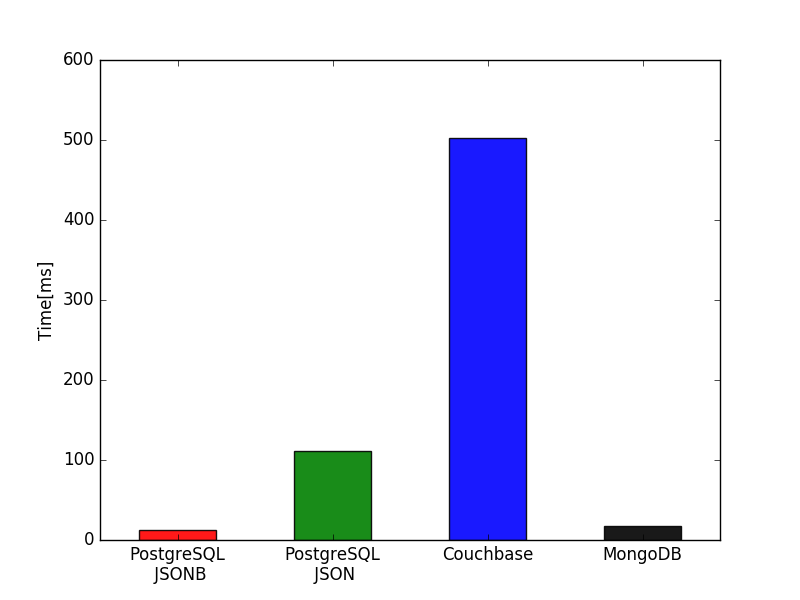 600
500
400
300
200
100
0
Time[ms]
PostgreSQL
JSONB
PostgreSQL
JSON
Couchbase
MongoDB